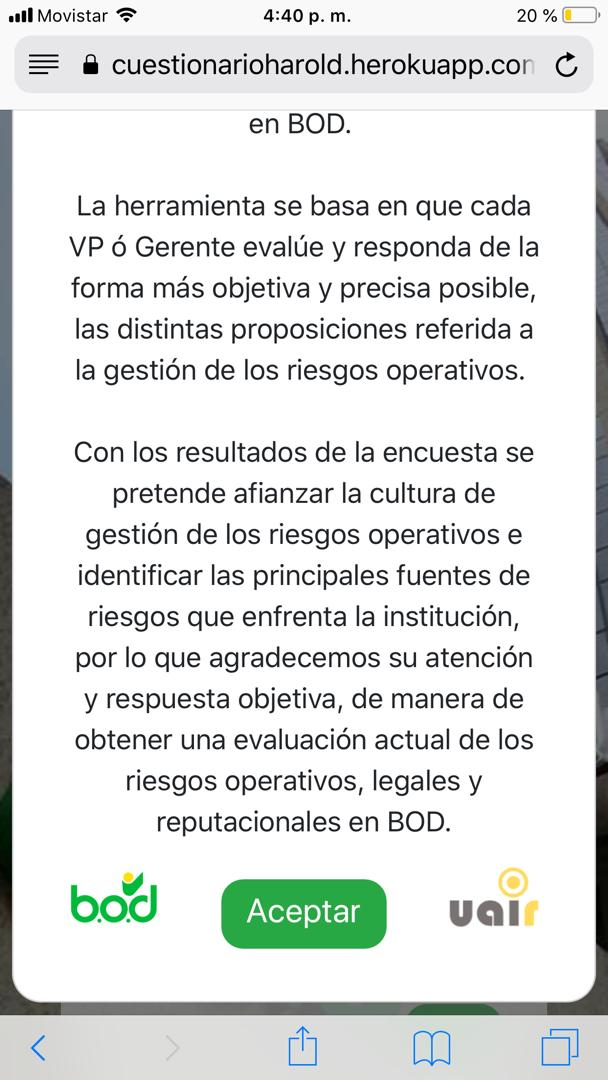 Movistar 4:40 p. m. 20 %
cuestionarioharold.herokuapp.com
en BOD.
La herramienta se basa en que cada
VP ó Gerente evalúe y responda de la
forma más objetiva y precisa posible,
las distintas proposiciones referida a
la gestión de los riesgos operativos.
Con los resultados de la encuesta se
pretende afianzar la cultura de
gestión de los riesgos operativos e
identificar las principales fuentes de
riesgos que enfrenta la institución,
por lo que agradecemos su atención
y respuesta objetiva, de manera de
obtener una evaluación actual de los
riesgos operativos, legales y
reputacionales en BOD.
b.o.d Aceptar uair